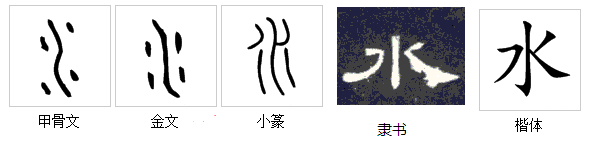 水 水 水 水 水
甲骨文 金文 小篆 隶书 楷体